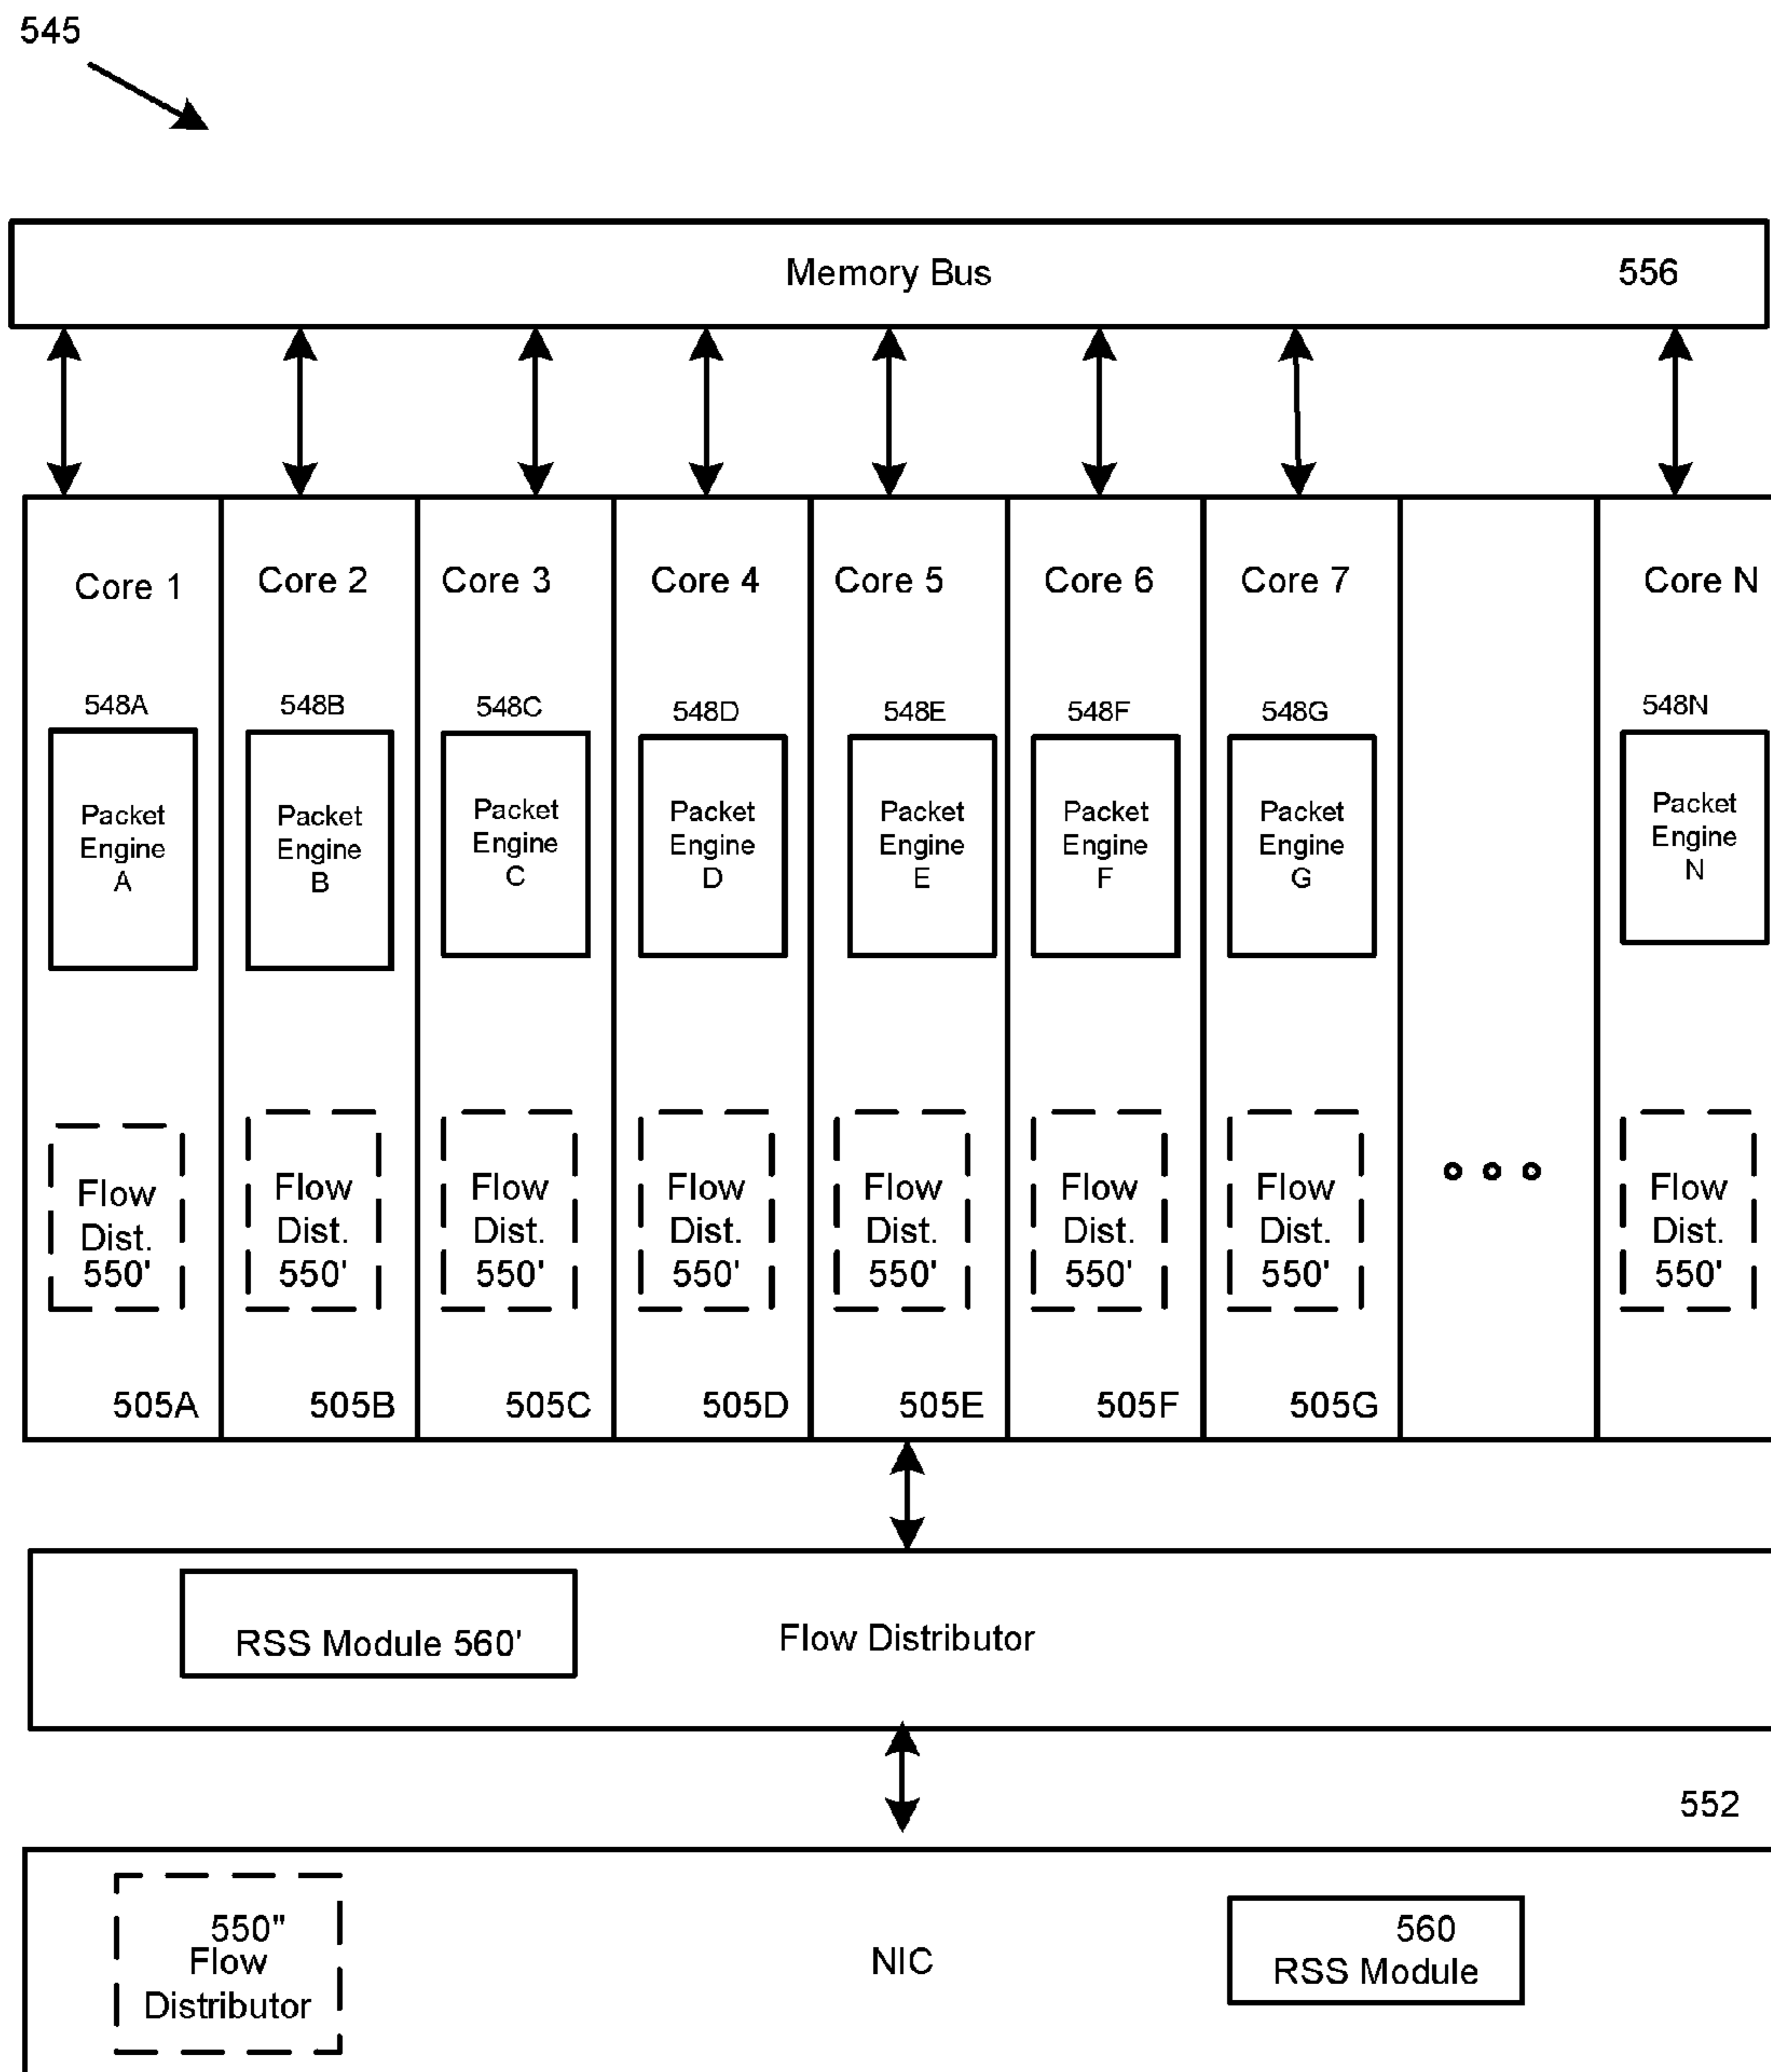 545
Memory Bus 556
Core 1 Core 2 Core 3 Core 4 Core 5 Core 6 Core 7 Core N
548A 548B 548C 548D 548E 548F 548G 548N
Packet
Engine
A
Packet
Engine
B
Packet
Engine
C
Packet
Engine
D
Packet
Engine
E
Packet
Engine
F
Packet
Engine
G
Packet
Engine
N
Flow
Dist.
550'
Flow
Dist.
550'
Flow
Dist.
550'
Flow
Dist.
550'
Flow
Dist.
550'
Flow
Dist.
550'
Flow
Dist.
550'
Flow
Dist.
550'
505A 505B 505C 505D 505E 505F 505G
RSS Module 560' Flow Distributor
552
550"
Flow
Distributor
NIC
560
RSS Module